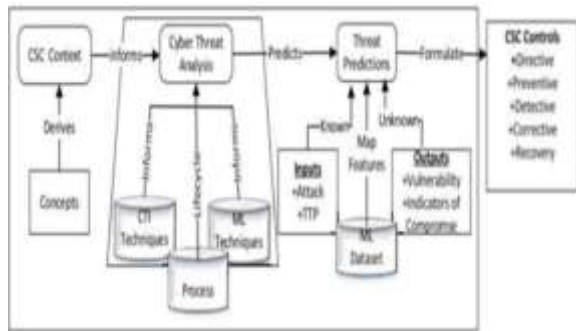 CSC Context
Informs
Cyber Threat
Analysis
Predicts
Threat
Predictions
Formulate
CSC Controls
+Directive
+Preventive
+Detective
+Corrective
+Recovery
Derives
Concepts
Informs
Lifecycle
Informs
CTI
Techniques
ML
Techniques
Process
Known
Map
Features
Unknown
Inputs
+Attack
+TTP
Outputs
+Vulnerability
+Indicators of
Compromise
ML
Dataset